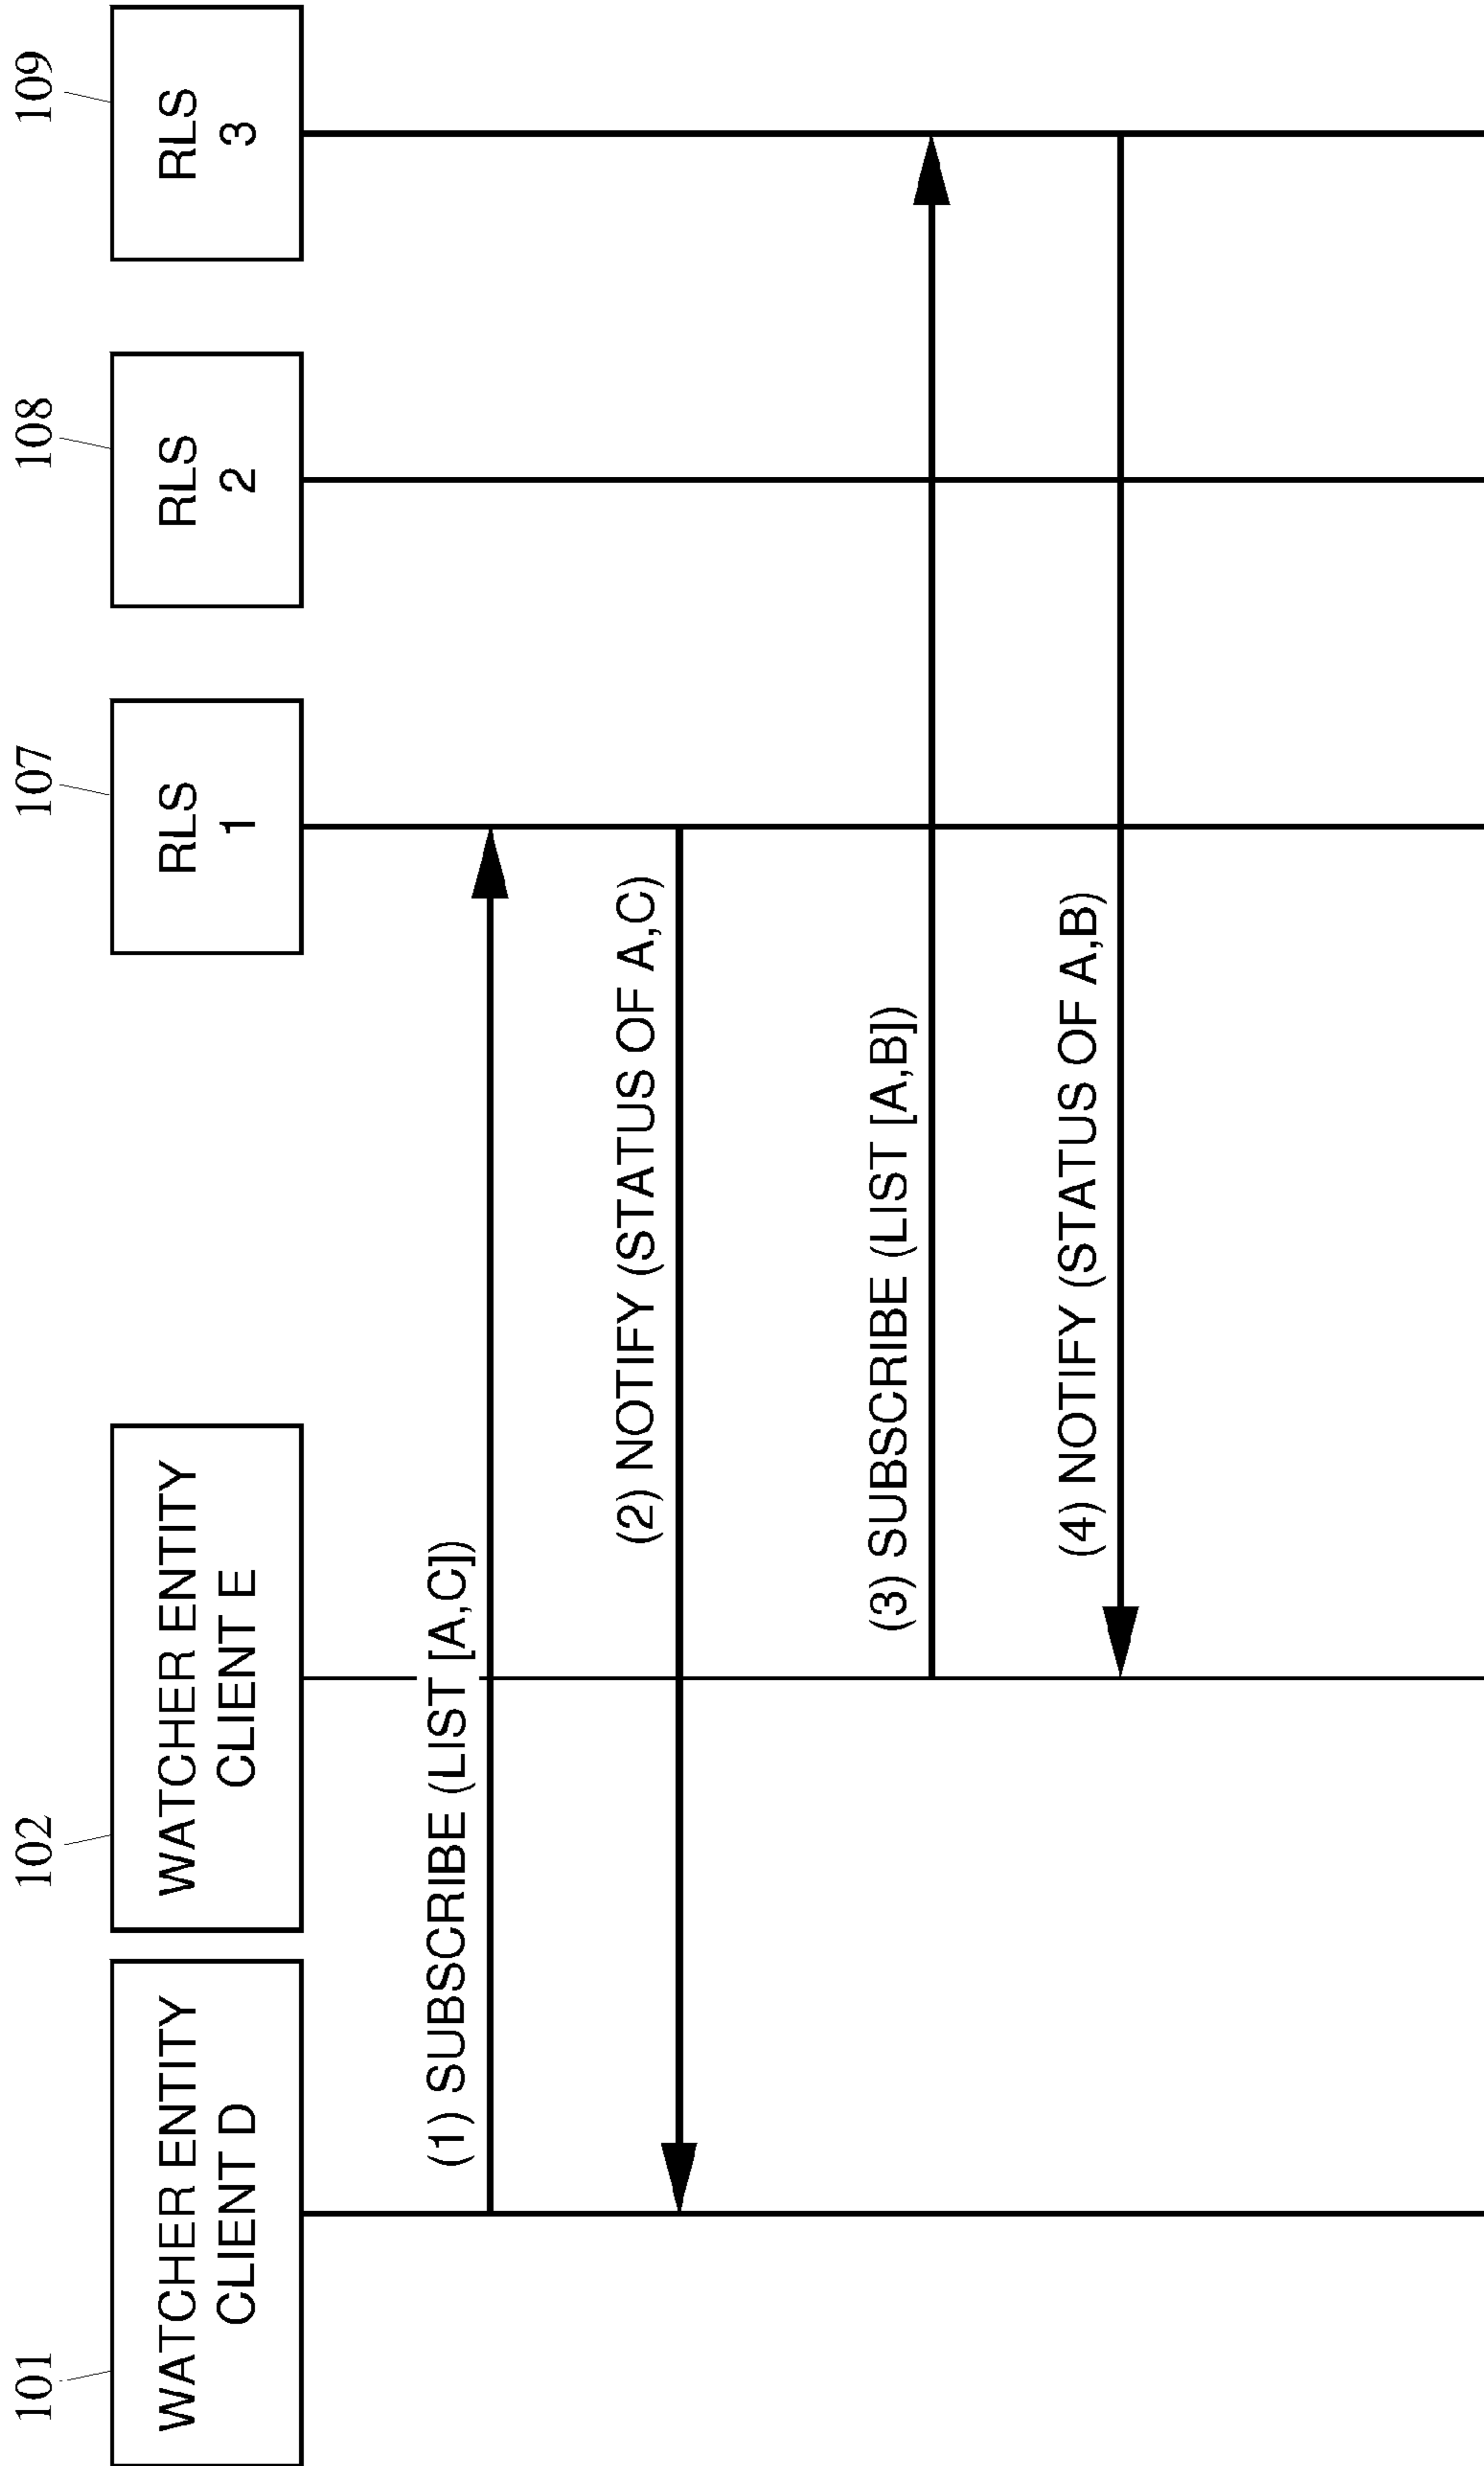 101
102
107
108
109
WATCHER ENTITY
CLIENT D
WATCHER ENTITY
CLIENT E
RLS
1
RLS
2
RLS
3
(1) SUBSCRIBE (LIST [A,C])
(2) NOTIFY (STATUS OF A,C)
(3) SUBSCRIBE (LIST [A,B])
(4) NOTIFY (STATUS OF A,B)